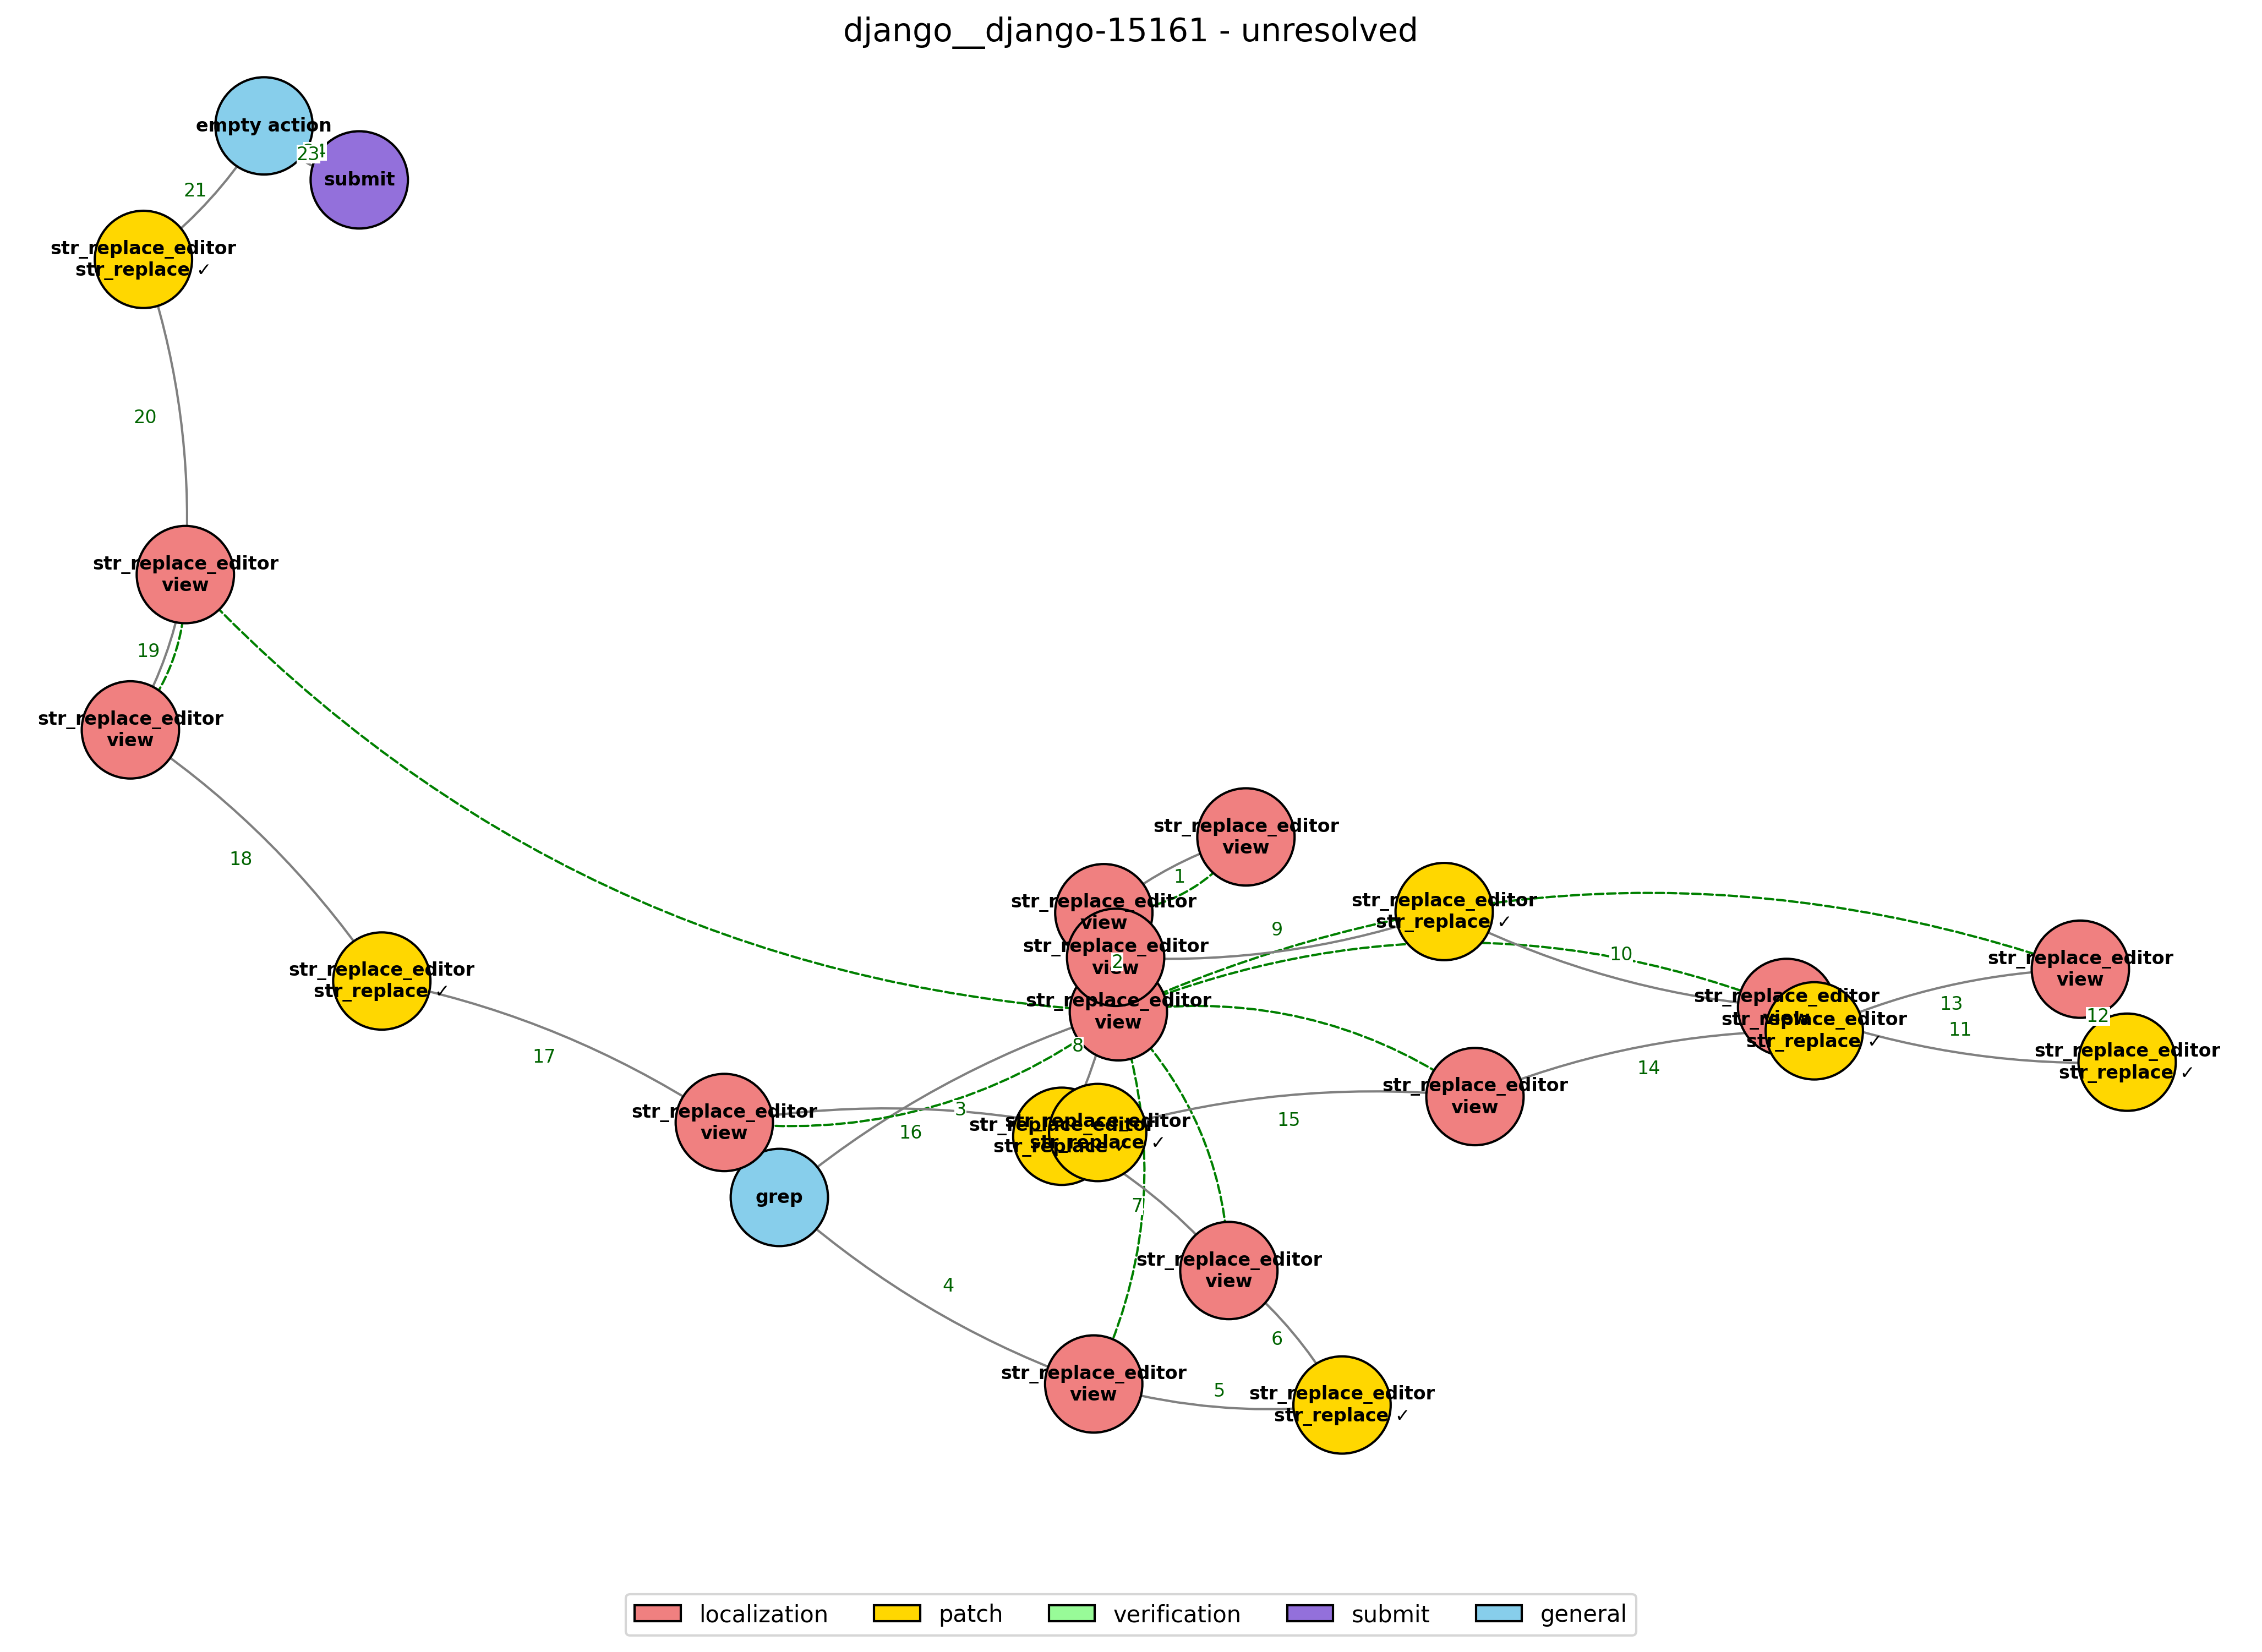 django__django-15161 - unresolved
empty action
23
submit
21
str_replace_editor
str_replace ✓
20
str_replace_editor
view
19
str_replace_editor
view
18
str_replace_editor
view
1
str_replace_editor
view
str_replace_editor
view
2
str_replace_editor
view
str_replace_editor
str_replace ✓
9
10
str_replace_editor
view
str_replace_editor
str_replace ✓
17
str_replace_editor
view
str_replace_editor
str_replace ✓
13
12
11
str_replace_editor
str_replace ✓
8
14
str_replace_editor
view
3
15
16
str_replace_editor
view
str_replace_editor
str_replace ✓
str_replace_editor
str_replace ✓
grep
7
4
str_replace_editor
view
6
5
str_replace_editor
view
str_replace_editor
str_replace ✓
localization
patch
verification
submit
general